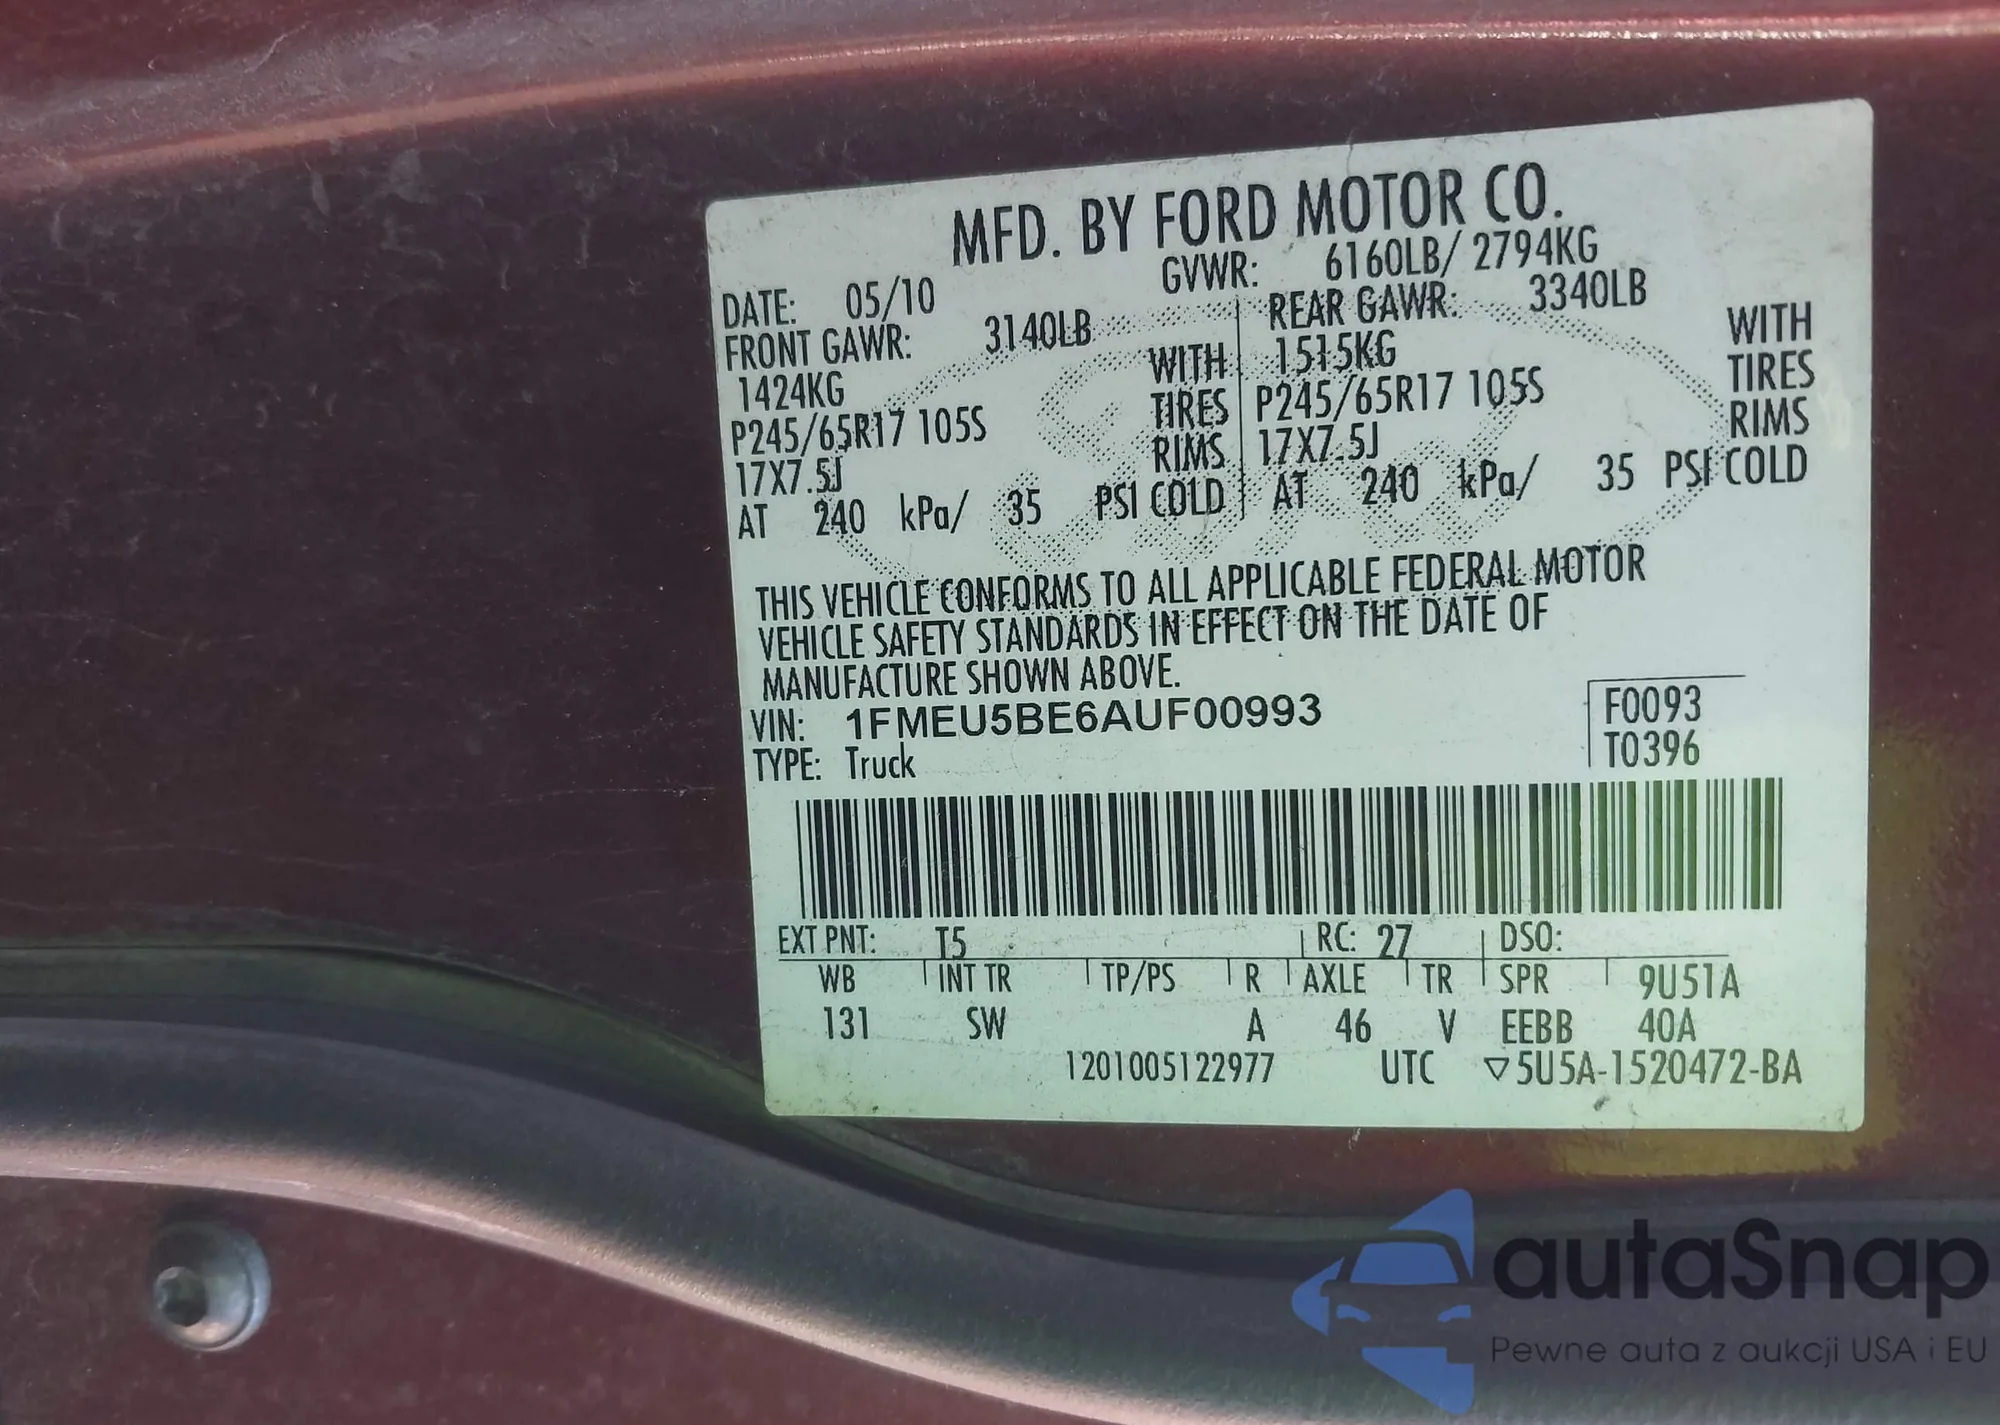 MFD. BY FORD MOTOR CO.
DATE: 05/10 GVWR: 6160LB/ 2794KG
FRONT GAWR: 3140LB REAR GAWR: 3340LB
1424KG WITH 1515KG WITH
P245/65R17 105S TIRES P245/65R17 105S TIRES
17X7.5J RIMS 17X7.5J RIMS
AT 240 kPa/ 35 PSI COLD AT 240 kPa/ 35 PSI COLD
THIS VEHICLE CONFORMS TO ALL APPLICABLE FEDERAL MOTOR
VEHICLE SAFETY STANDARDS IN EFFECT ON THE DATE OF
MANUFACTURE SHOWN ABOVE.
VIN: 1FMEU5BE6AUF00993 F0093
TYPE: Truck T0396
EXT PNT: T5 RC: 27 DSO:
WB INT TR TP/PS R AXLE TR SPR 9U51A
131 SW A 46 V EEBB 40A
1201005122977 UTC ▽5U5A-1520472-BA
autaSnap
Pewne auta z aukcji USA i EU